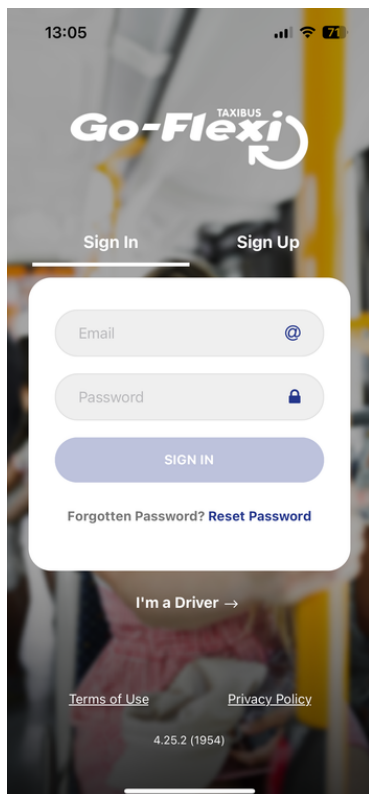 13:05
71
TAXIBUS
Go-Flexi
Sign In
Sign Up
Email
@
Password
SIGN IN
Forgotten Password? Reset Password
I'm a Driver →
Terms of Use
Privacy Policy
4.25.2 (1954)